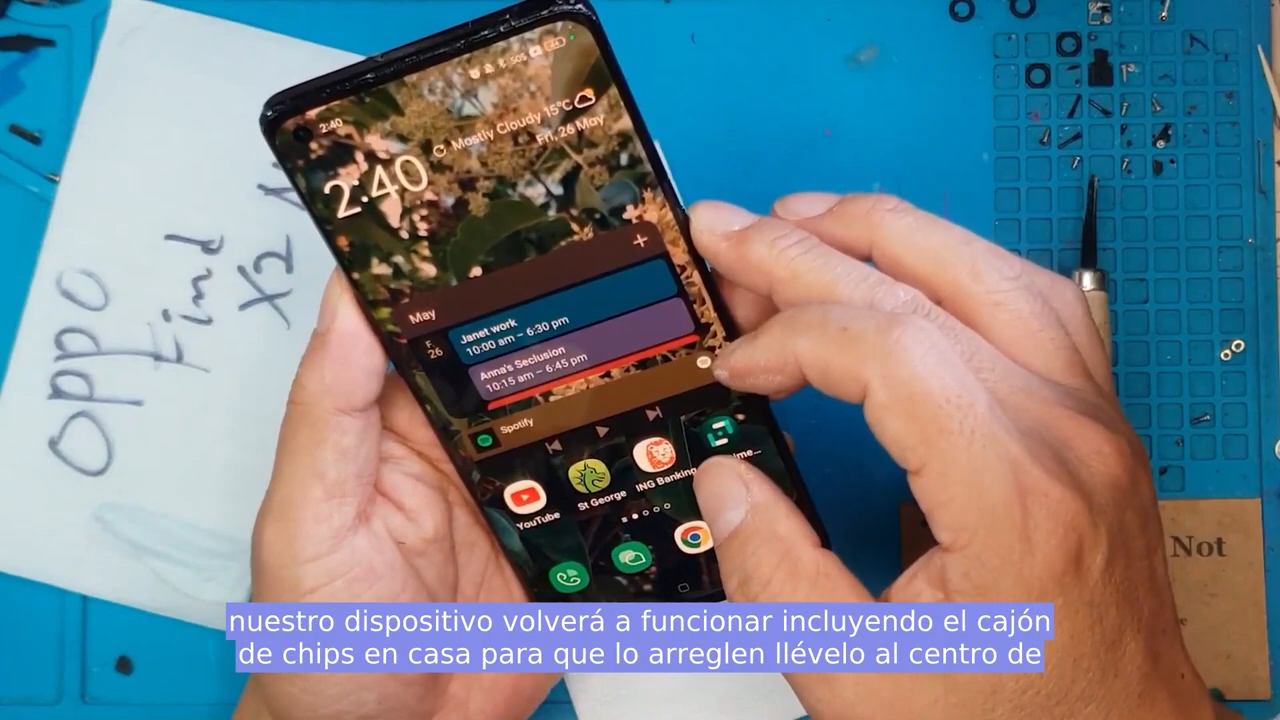 oppo
Find
X2
2:40
SOS
Mostly Cloudy 15°C
Fri, 26 May
2:40
May
F.
26
Janet work
10:00 am – 6:30 pm
Anna's Seclusion
10:15 am – 6:45 pm
Spotify
YouTube
St George
ING Banking
Not
nuestro dispositivo volverá a funcionar incluyendo el cajón
de chips en casa para que lo arreglen llévelo al centro de